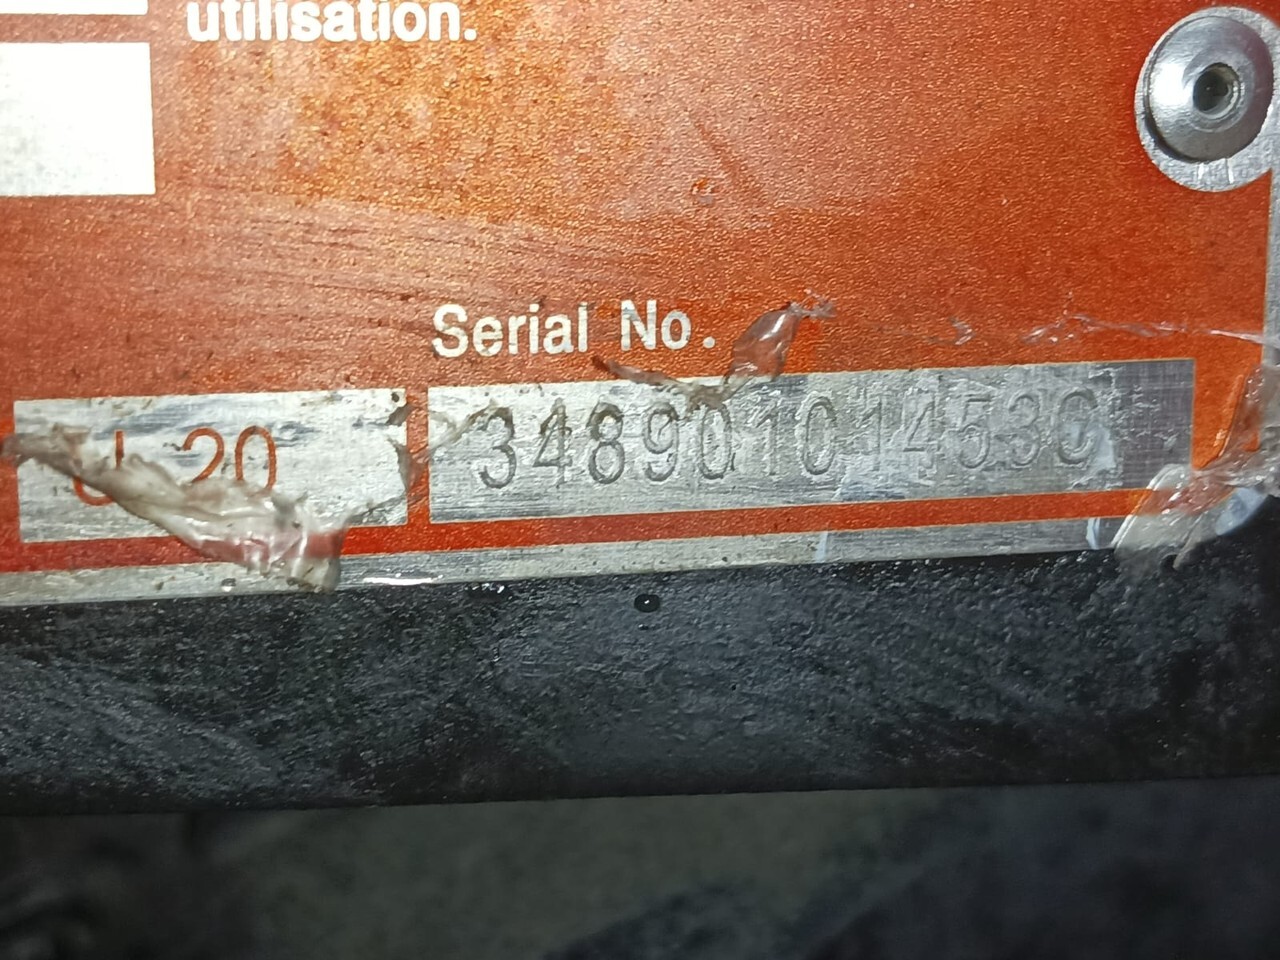 utilisation.
Serial No.
J 20
348901014530